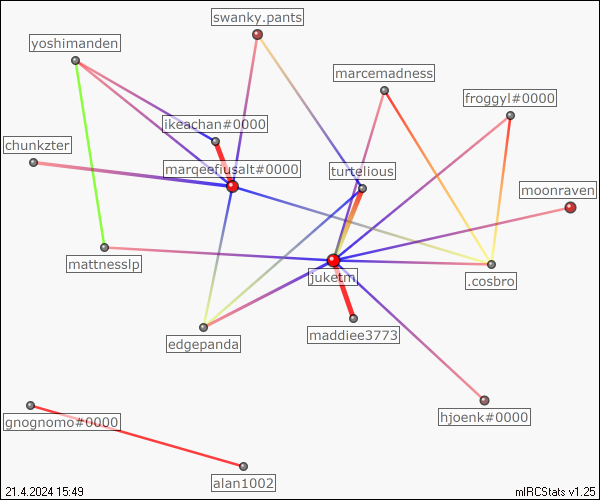 swanky.pants
yoshimanden
marcemadness
froggyl#0000
ikeachan#0000
chunkzter
marqeefiusalt#0000
turtelious
moonraven
mattnesslp
juketm
.cosbro
maddiee3773
edgepanda
hjoenk#0000
gnognomo#0000
alan1002
21.4.2024 15:49
mIRCStats v1.25